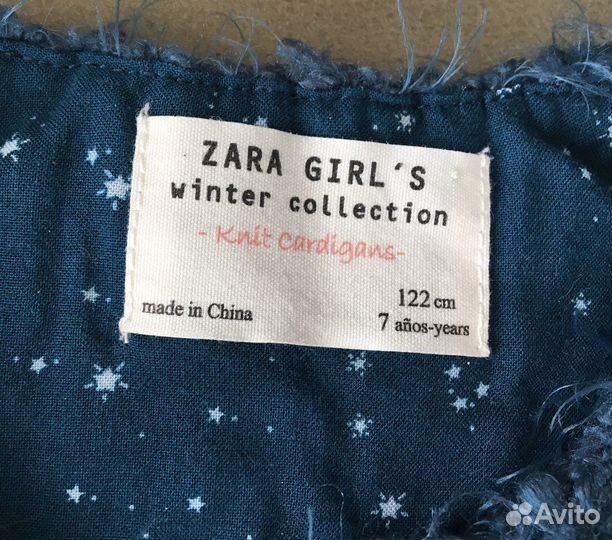 ZARA GIRL´S
winter collection
- Knit Cardigans-
122 cm
made in China
7 años-years
Avito